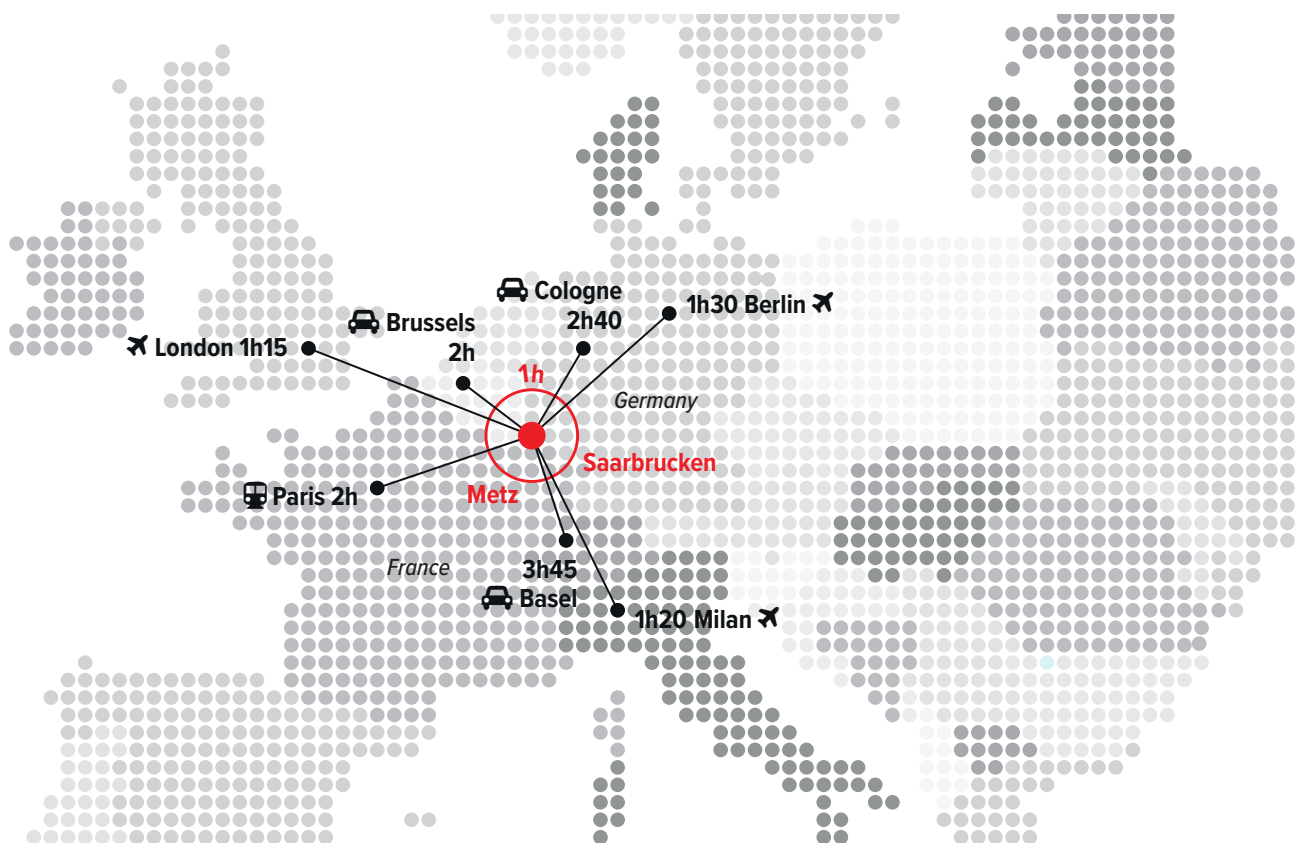 Cologne
2h40
1h30 Berlin
Brussels
2h
London 1h15
1h
Germany
Saarbrucken
Metz
Paris 2h
France
3h45
Basel
1h20 Milan